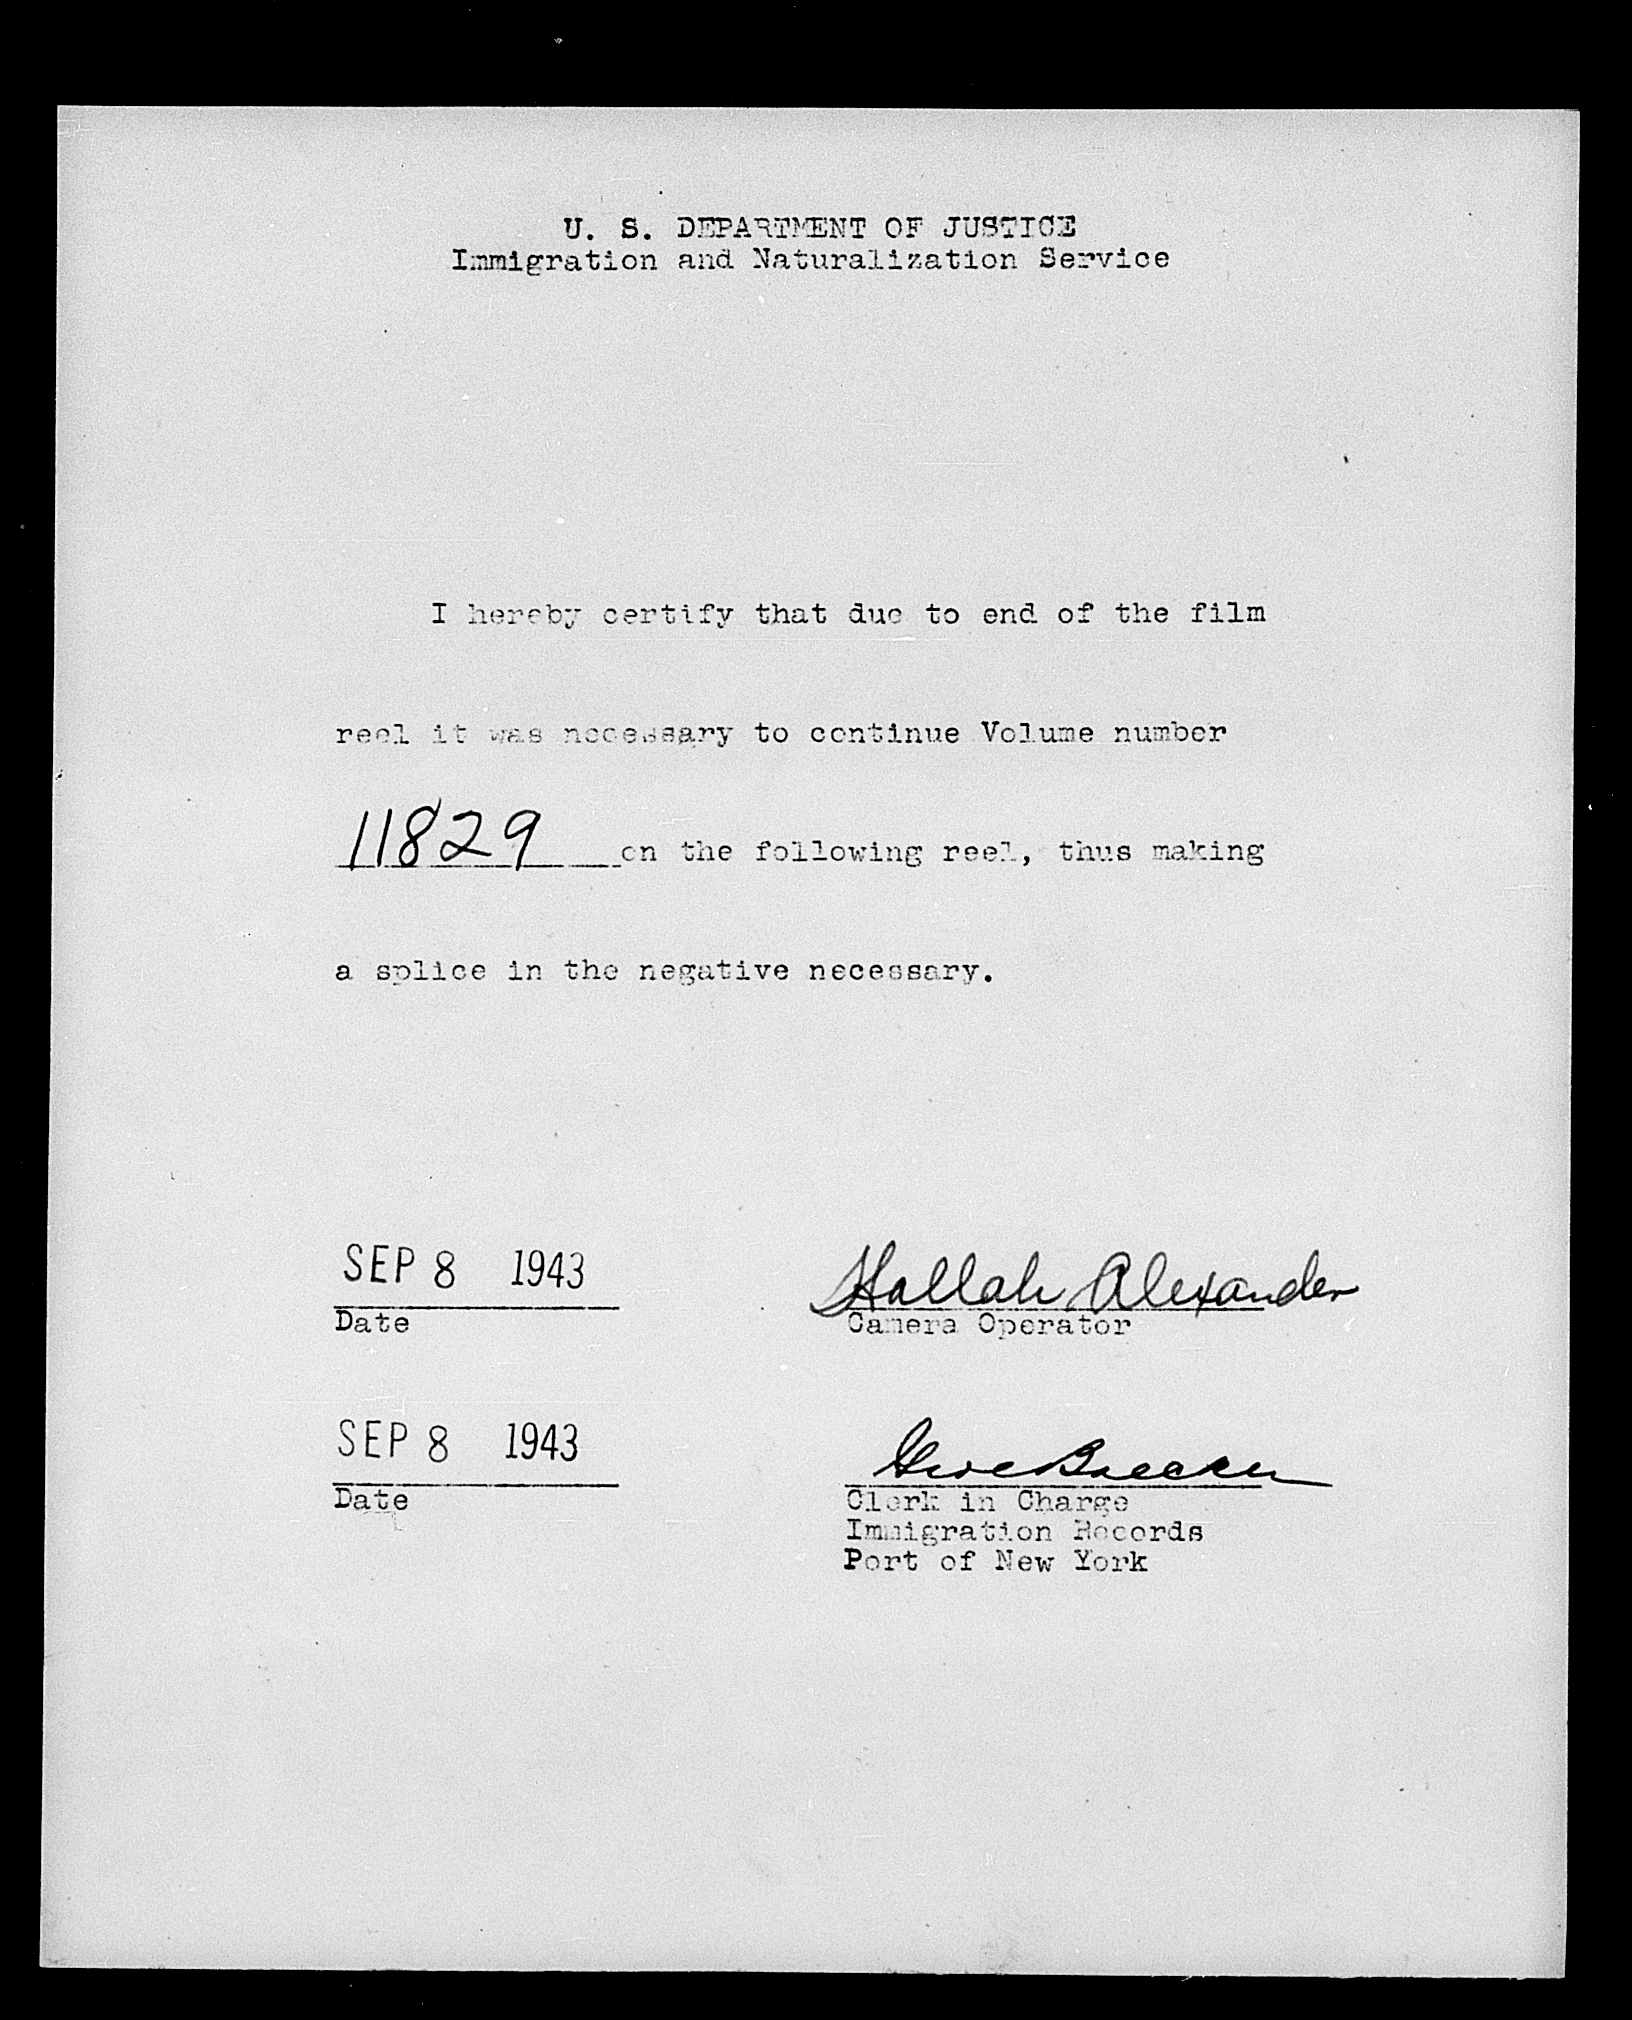 U. S. DEPARTMENT OF JUSTICE
Immigration and Naturalization Service
I hereby certify that due to end of the film
reel it was necessary to continue Volume number
11829 on the following reel, thus making
a splice in the negative necessary.
SEP 8 1943 Hallah Alexander
Date Camera Operator
SEP 8 1943
Date Clerk in Charge
Immigration Records
Port of New York